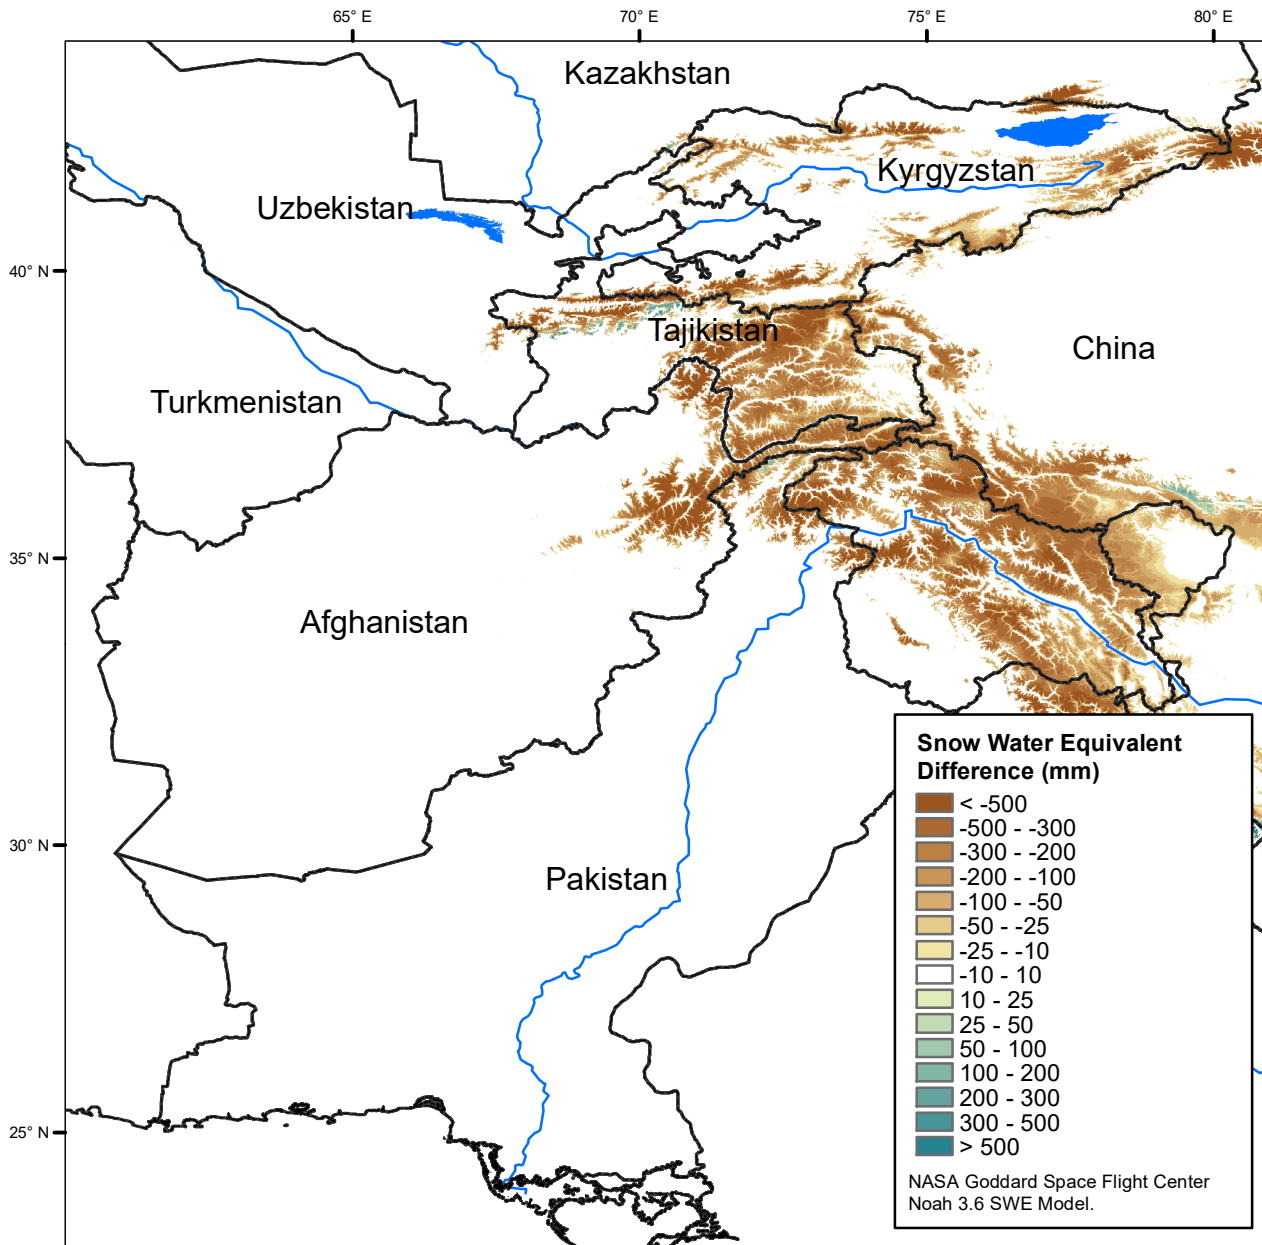 65° E
70° E
75° E
80° E
Kazakhstan
Kyrgyzstan
Uzbekistan
40° N
Tajikistan
China
Turkmenistan
35° N
Afghanistan
Snow Water Equivalent
Difference (mm)
< -500
-500 - -300
-300 - -200
-200 - -100
-100 - -50
-50 - -25
-25 - -10
-10 - 10
10 - 25
25 - 50
50 - 100
100 - 200
200 - 300
300 - 500
> 500
NASA Goddard Space Flight Center
Noah 3.6 SWE Model.
30° N
Pakistan
25° N